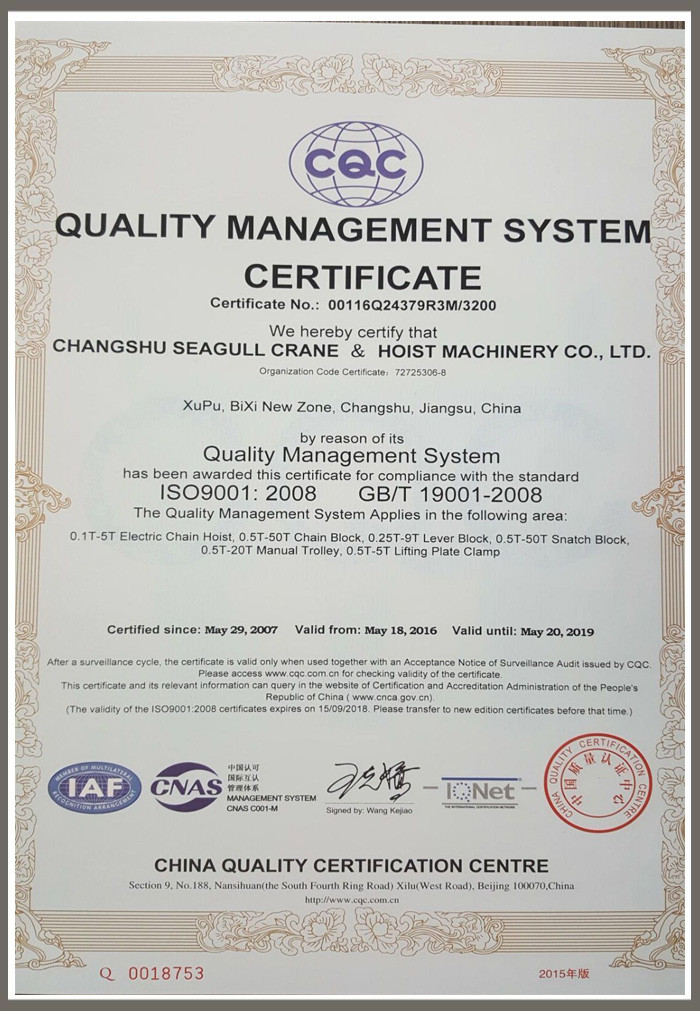 CQC
QUALITY MANAGEMENT SYSTEM
CERTIFICATE
Certificate No.: 00116Q24379R3M/3200
We hereby certify that
CHANGSHU SEAGULL CRANE & HOIST MACHINERY CO., LTD.
Organization Code Certificate: 72725306-8
XuPu, BiXi New Zone, Changshu, Jiangsu, China
by reason of its
Quality Management System
has been awarded this certificate for compliance with the standard
ISO9001: 2008 GB/T 19001-2008
The Quality Management System Applies in the following area:
0.1T-5T Electric Chain Hoist, 0.5T-50T Chain Block, 0.25T-9T Lever Block, 0.5T-50T Snatch Block,
0.5T-20T Manual Trolley, 0.5T-5T Lifting Plate Clamp
Certified since: May 29, 2007 Valid from: May 18, 2016 Valid until: May 20, 2019
After a surveillance cycle, the certificate is valid only when used together with an Acceptance Notice of Surveillance Audit issued by CQC.
Please access www.cqc.com.cn for checking validity of the certificate.
This certificate and its relevant information can query in the website of Certification and Accreditation Administration of the People's
Republic of China ( www.cnca.gov.cn).
(The validity of the ISO9001:2008 certificates expires on 15/09/2018. Please transfer to new edition certificates before that time.)
MEMBER OF MULTILATERAL
IAF
RECOGNITION ARRANGEMENT
CNAS
中国认可
国际互认
管理体系
MANAGEMENT SYSTEM
CNAS C001-M
Signed by: Wang Kejiao
IQNet
THE INTERNATIONAL CERTIFICATION NETWORK
CHINA QUALITY CERTIFICATION CENTRE
中国质量认证中心
CHINA QUALITY CERTIFICATION CENTRE
Section 9, No.188, Nansihuan(the South Fourth Ring Road) Xilu(West Road), Beijing 100070,China
http://www.cqc.com.cn
Q 0018753
2015年版